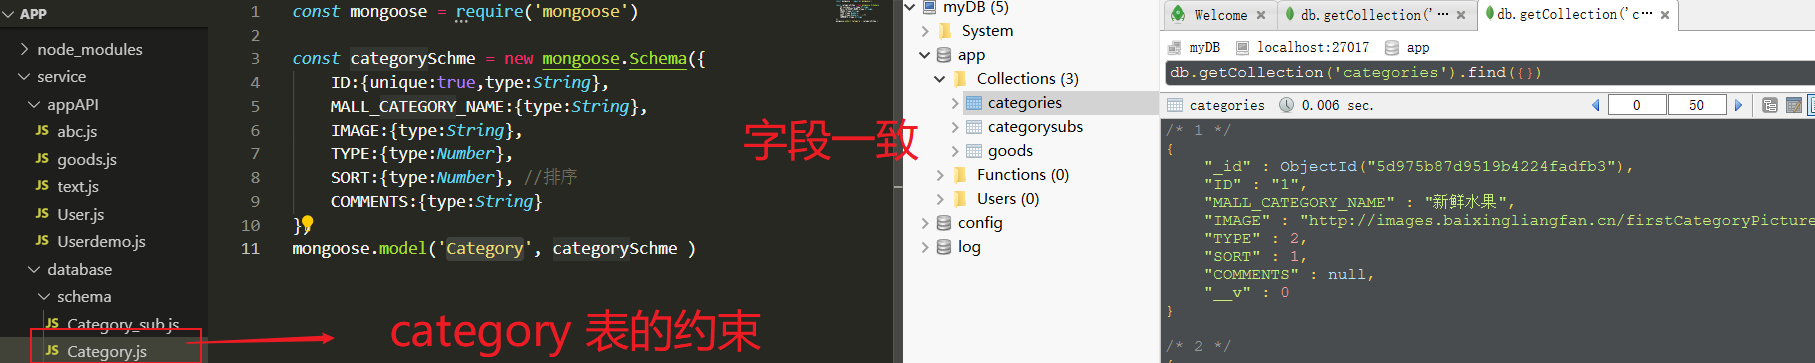 APP
node_modules
service
appAPI
JS abc.js
JS goods.js
JS text.js
JS User.js
JS Userdemo.js
database
schema
JS Category_sub.js
JS Category.js
1 const mongoose = require('mongoose')
2
3 const categorySchme = new mongoose.Schema({
4 ID:{unique:true,type:String},
5 MALL_CATEGORY_NAME:{type:String},
6 IMAGE:{type:String},
7 TYPE:{type:Number},
8 SORT:{type:Number}, //排序
9 COMMENTS:{type:String}
10 })
11 mongoose.model('Category', categorySchme )
category 表的约束
字段一致
myDB (5)
System
app
Collections (3)
categories
categorysubs
goods
Functions (0)
Users (0)
config
log
Welcome ×
db.getCollection('··· ×
db.getCollection('c··· ×
myDB localhost:27017 app
db.getCollection('categories').find({})
categories 0.006 sec. 0 50
/* 1 */
{
"_id" : ObjectId("5d975b87d9519b4224fadfb3"),
"ID" : "1",
"MALL_CATEGORY_NAME" : "新鲜水果",
"IMAGE" : "http://images.baixingliangfan.cn/firstCategoryPicture
"TYPE" : 2,
"SORT" : 1,
"COMMENTS" : null,
"__v" : 0
}
/* 2 */